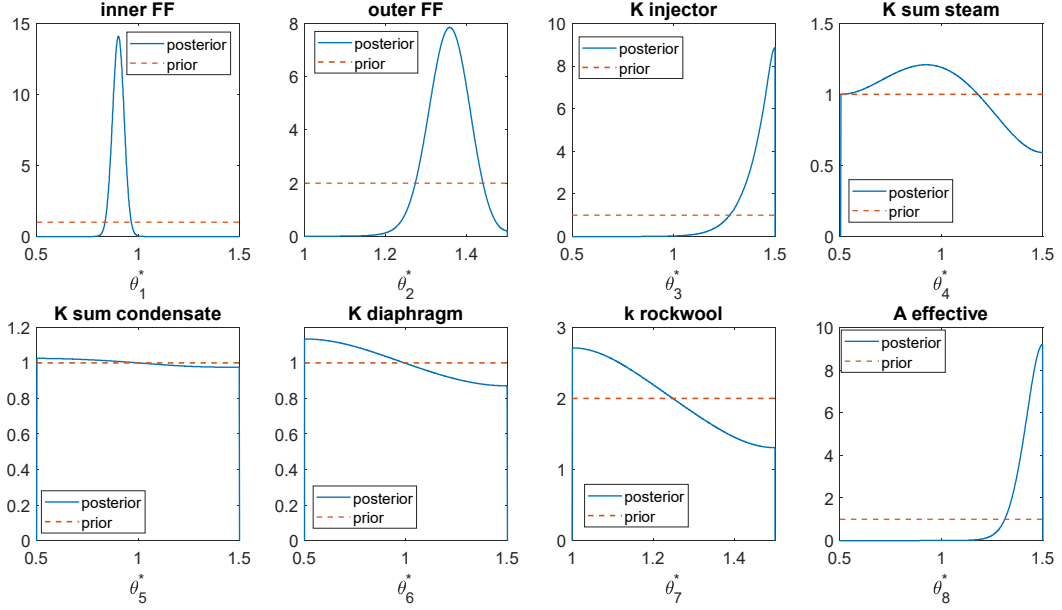 inner FF
15
10
5
0
0.5
1
1.5
posterior
prior
θ*1
outer FF
8
6
4
2
0
1
1.2
1.4
posterior
prior
θ*2
K injector
10
8
6
4
2
0
0.5
1
1.5
posterior
prior
θ*3
K sum steam
1.5
1
0.5
0
0.5
1
1.5
posterior
prior
θ*4
K sum condensate
1.2
1
0.8
0.6
0.4
0.2
0
0.5
1
1.5
posterior
prior
θ*5
K diaphragm
1.2
1
0.8
0.6
0.4
0.2
0
0.5
1
1.5
posterior
prior
θ*6
k rockwool
3
2
1
0
1
1.2
1.4
posterior
prior
θ*7
A effective
10
8
6
4
2
0
0.5
1
1.5
posterior
prior
θ*8